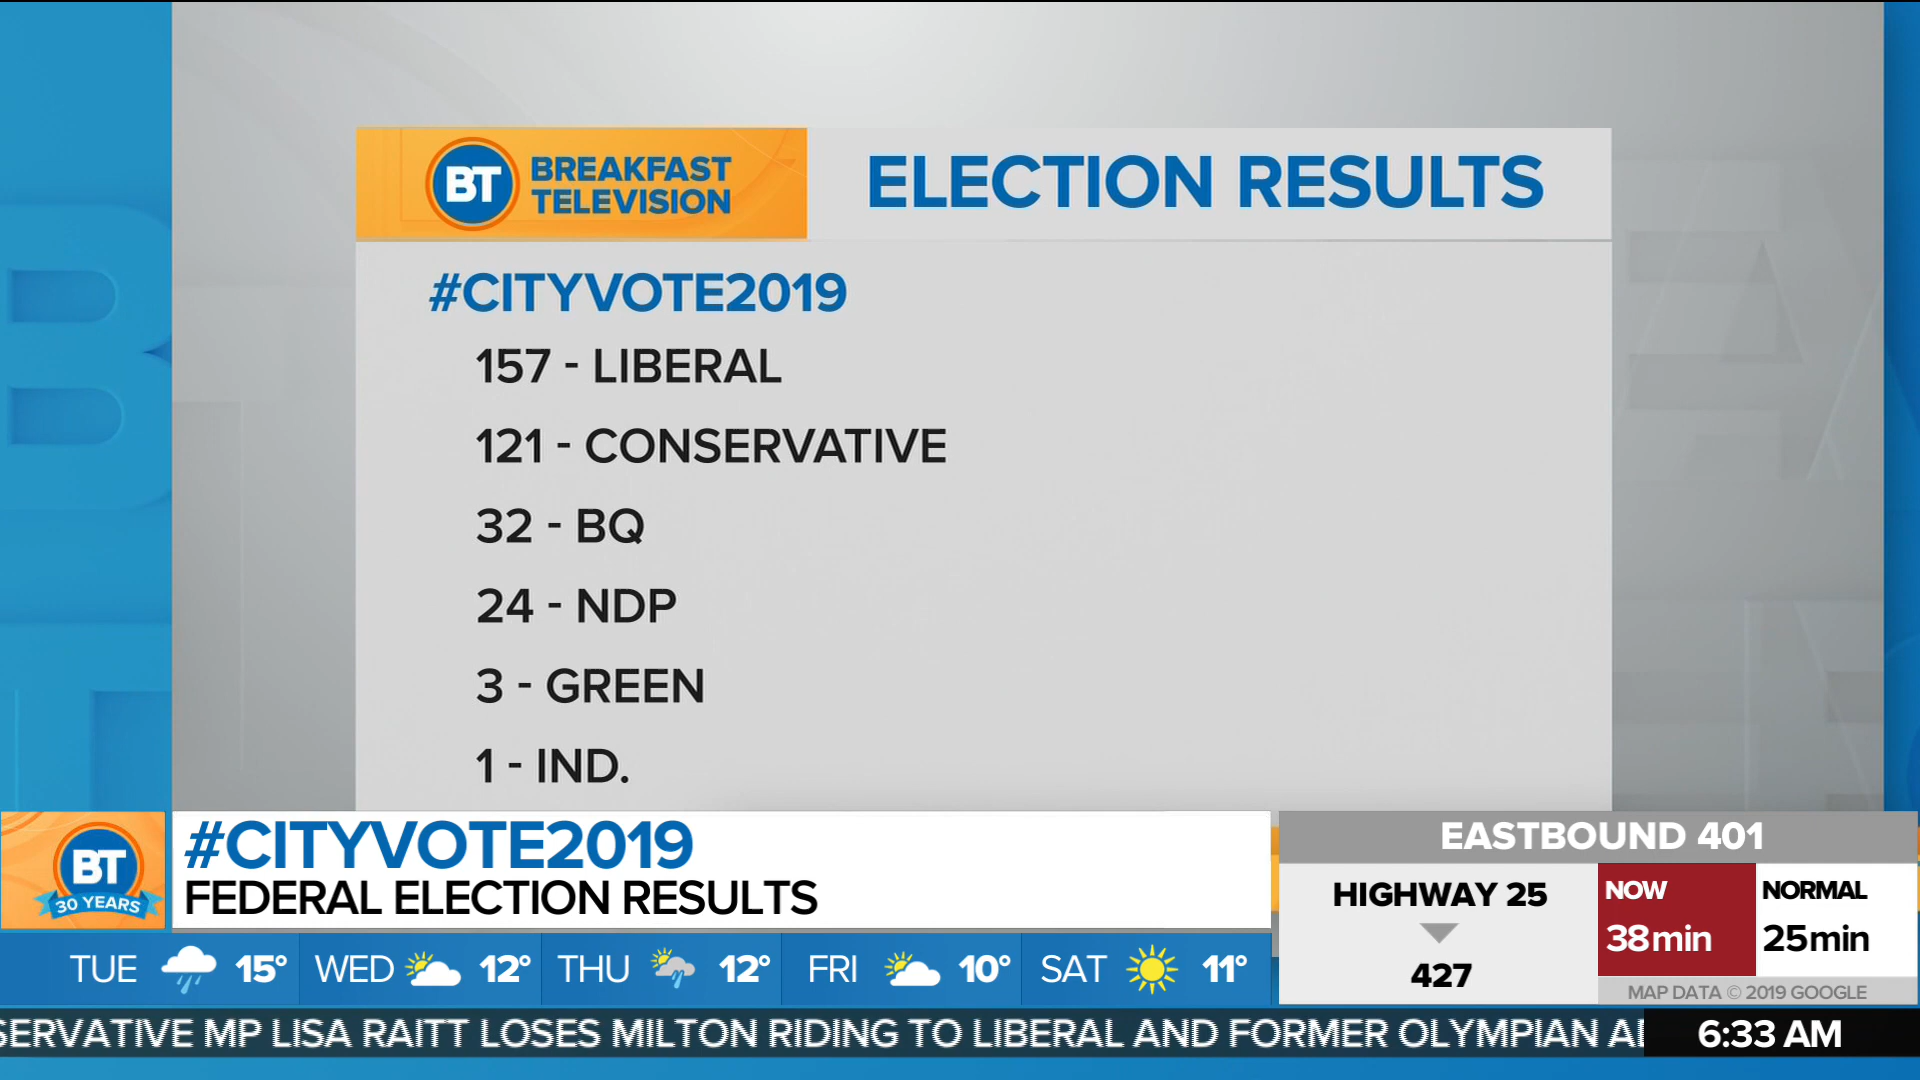 BT BREAKFAST TELEVISION
ELECTION RESULTS
#CITYVOTE2019
157 - LIBERAL
121 - CONSERVATIVE
32 - BQ
24 - NDP
3 - GREEN
1 - IND.
BT
30 YEARS
#CITYVOTE2019
FEDERAL ELECTION RESULTS
EASTBOUND 401
HIGHWAY 25
427
NOW
38min
NORMAL
25min
MAP DATA © 2019 GOOGLE
TUE 15° WED 12° THU 12° FRI 10° SAT 11°
SERVATIVE MP LISA RAITT LOSES MILTON RIDING TO LIBERAL AND FORMER OLYMPIAN
6:33 AM